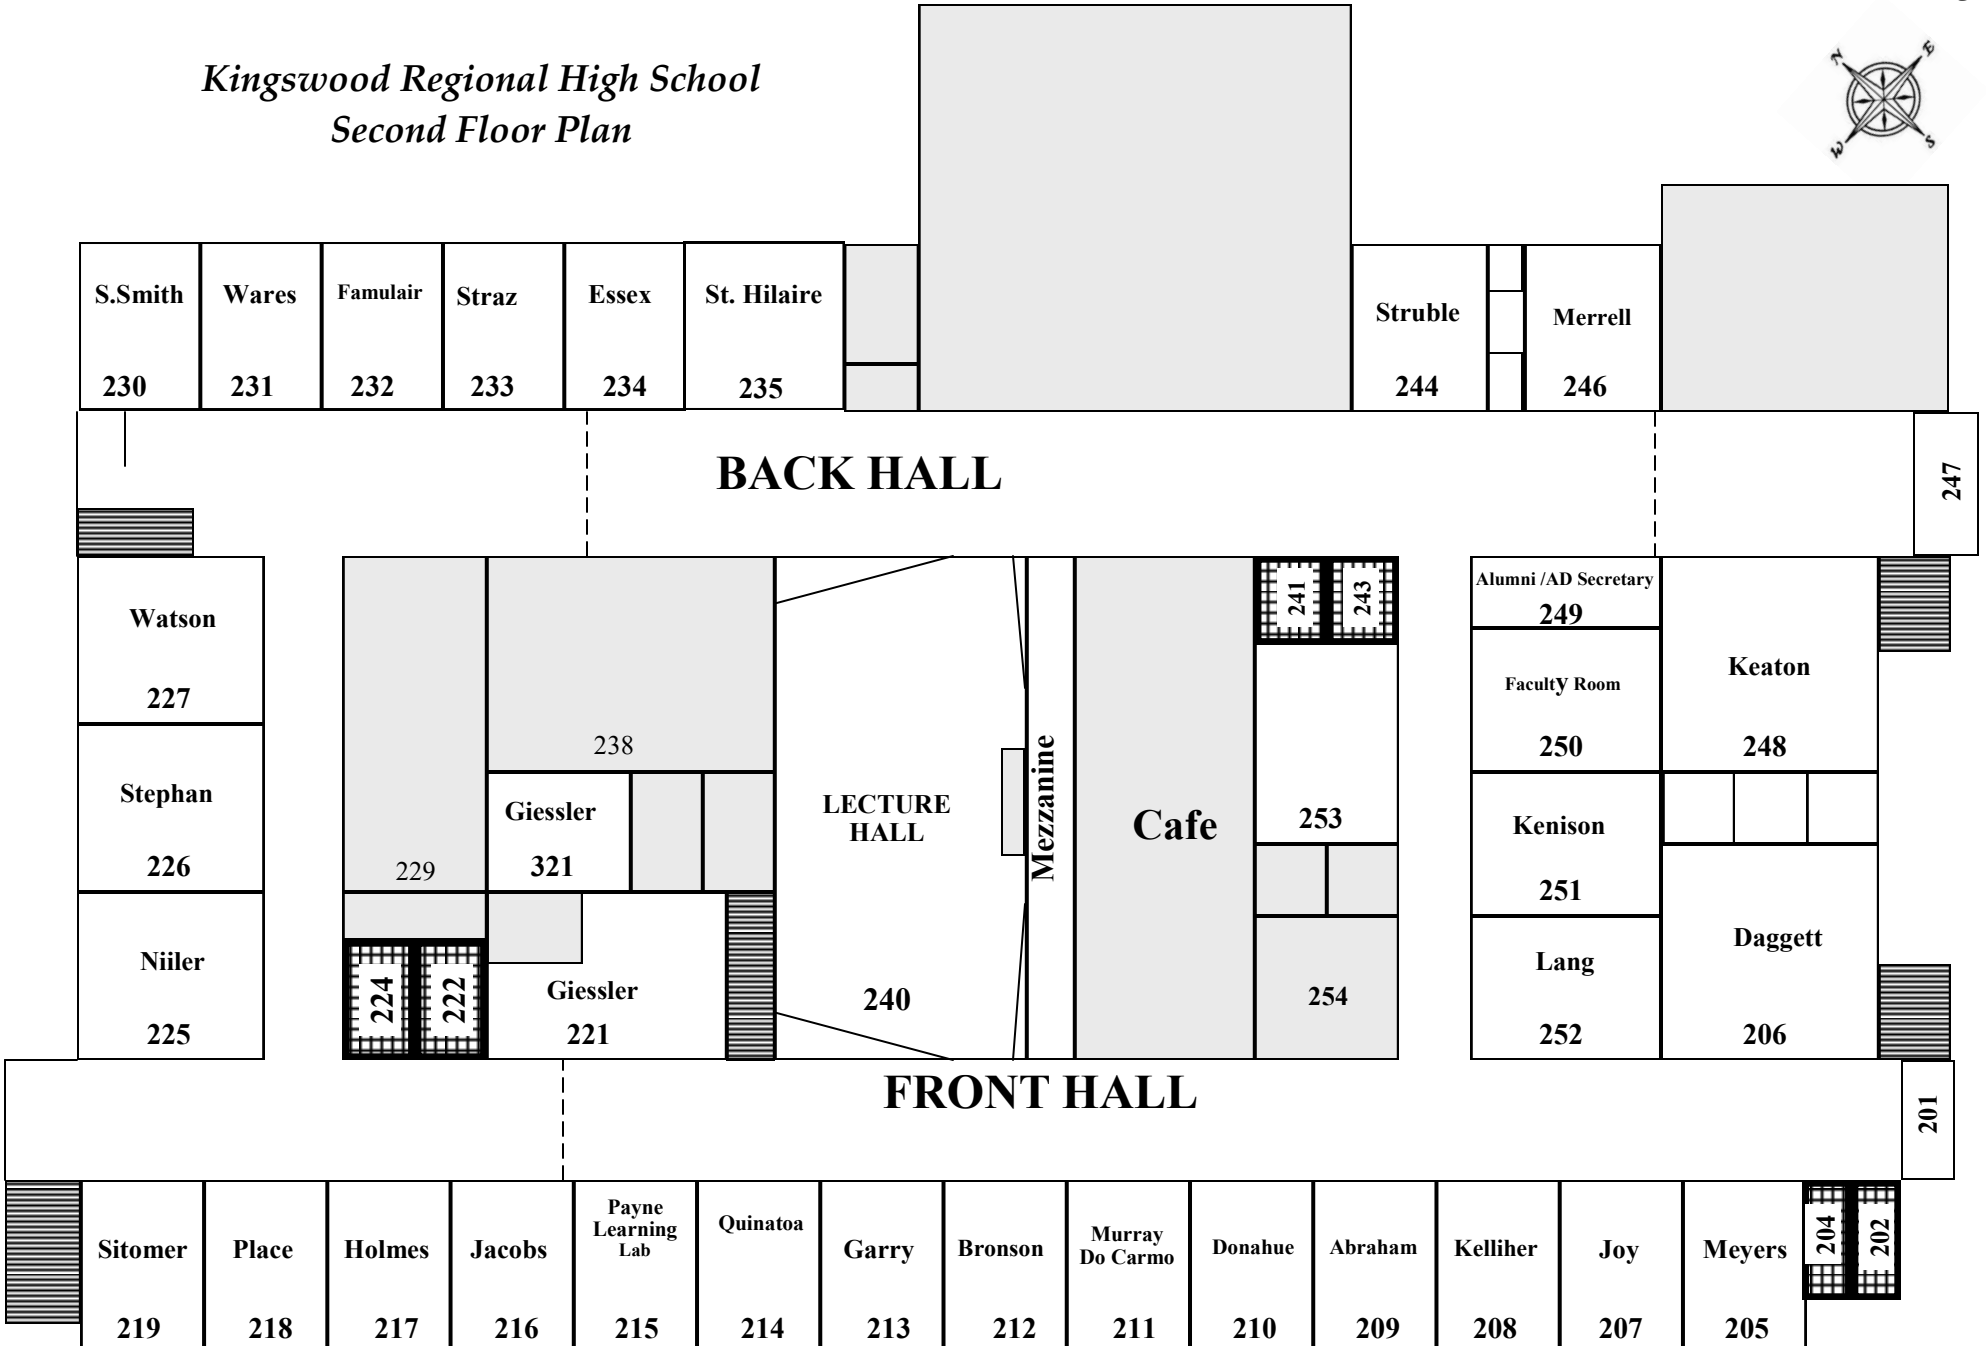 Kingswood Regional High School
Second Floor Plan
N
E
W
S
S.Smith
230
Wares
231
Famulair
232
Straz
233
Essex
234
St. Hilaire
235
Struble
244
Merrell
246
BACK HALL
247
Watson
227
Stephan
226
Niiler
225
229
238
Giessler
321
224
222
Giessler
221
LECTURE
HALL
240
Mezzanine
Cafe
241
243
253
254
Alumni /AD Secretary
249
Faculty Room
250
Kenison
251
Lang
252
Keaton
248
Daggett
206
FRONT HALL
201
Sitomer
219
Place
218
Holmes
217
Jacobs
216
Payne
Learning
Lab
215
Quinatoa
214
Garry
213
Bronson
212
Murray
Do Carmo
211
Donahue
210
Abraham
209
Kelliher
208
Joy
207
Meyers
205
204
202